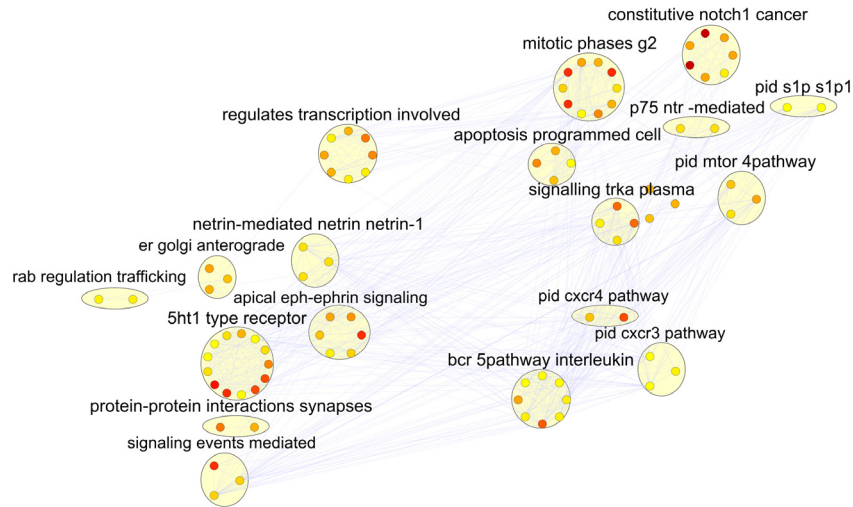 constitutive notch1 cancer
mitotic phases g2
pid s1p s1p1
p75 ntr -mediated
regulates transcription involved
apoptosis programmed cell
pid mtor 4pathway
signalling trka plasma
netrin-mediated netrin netrin-1
er golgi anterograde
rab regulation trafficking
apical eph-ephrin signaling
pid cxcr4 pathway
5ht1 type receptor
pid cxcr3 pathway
bcr 5pathway interleukin
protein-protein interactions synapses
signaling events mediated